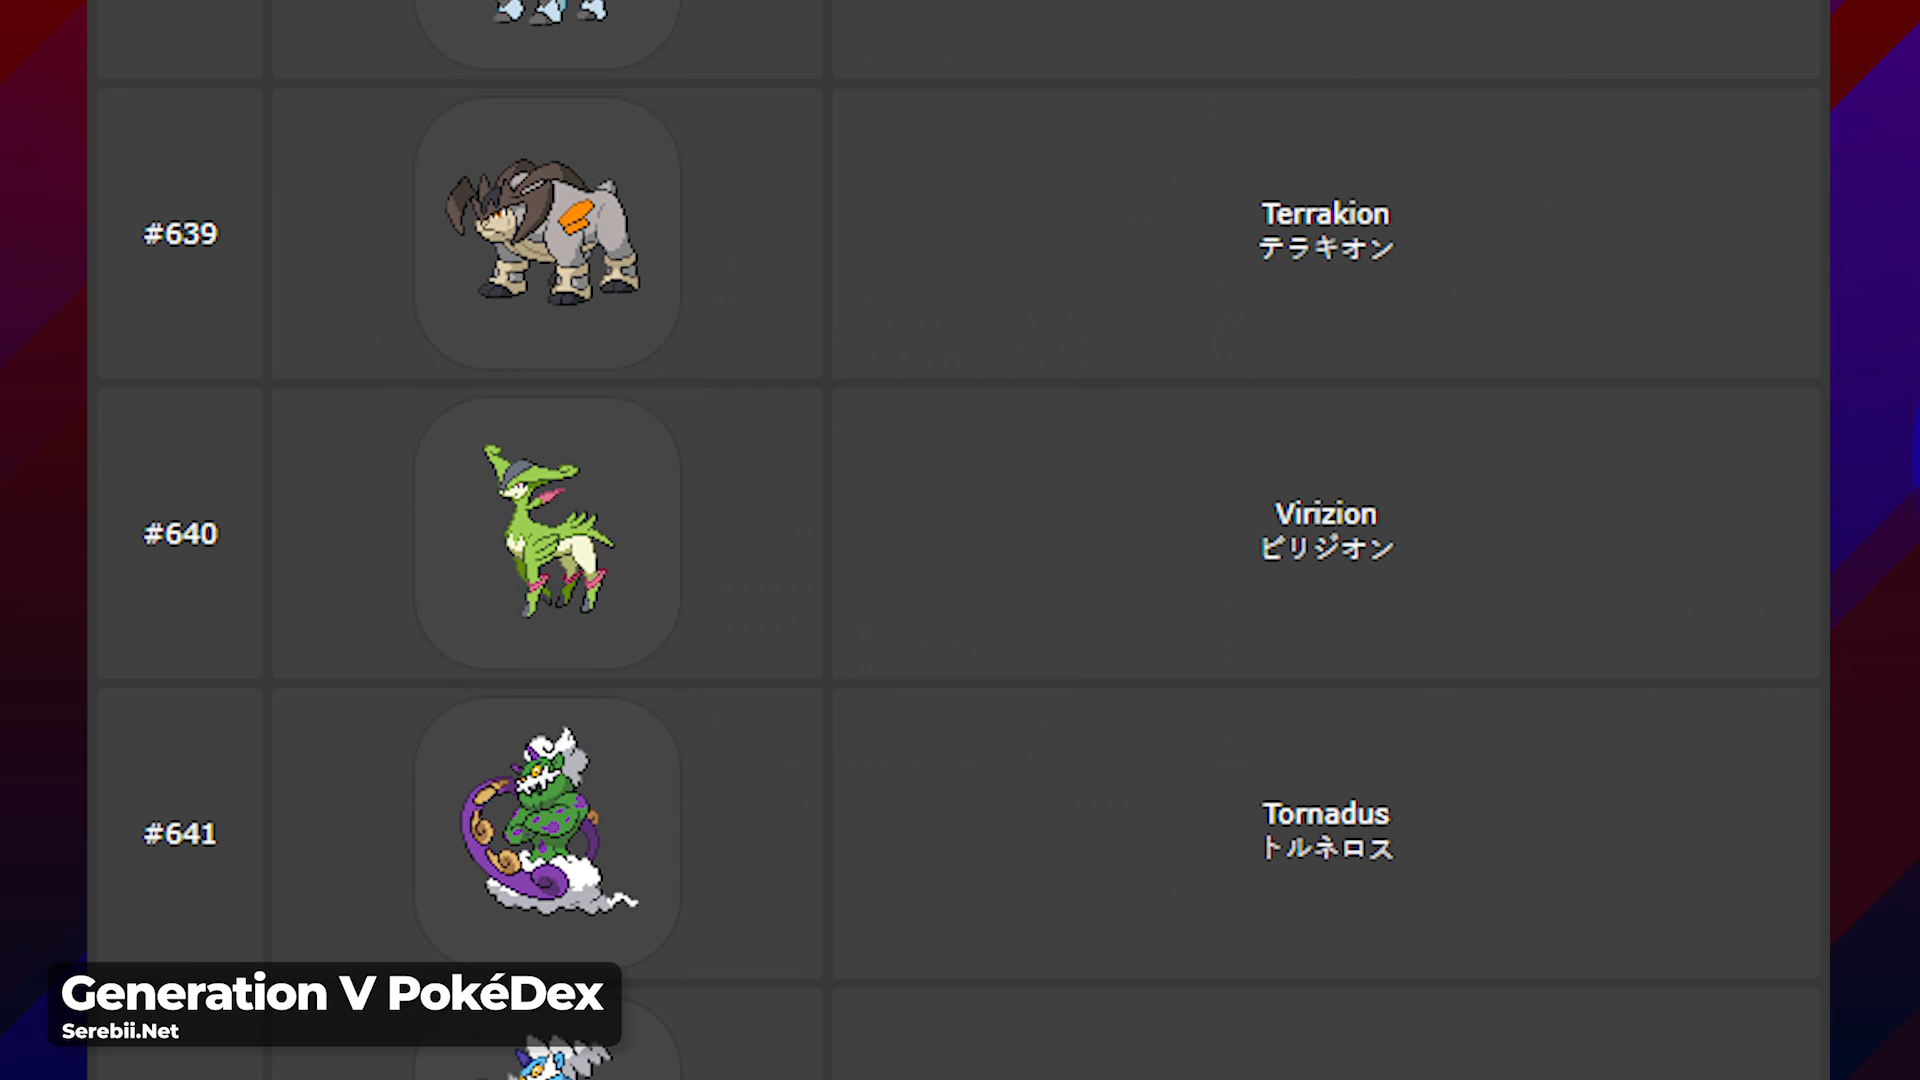 #639
Terrakion
テラキオン
#640
Virizion
ビリジオン
#641
Tornadus
トルネロス
Generation V PokéDex
Serebii.Net